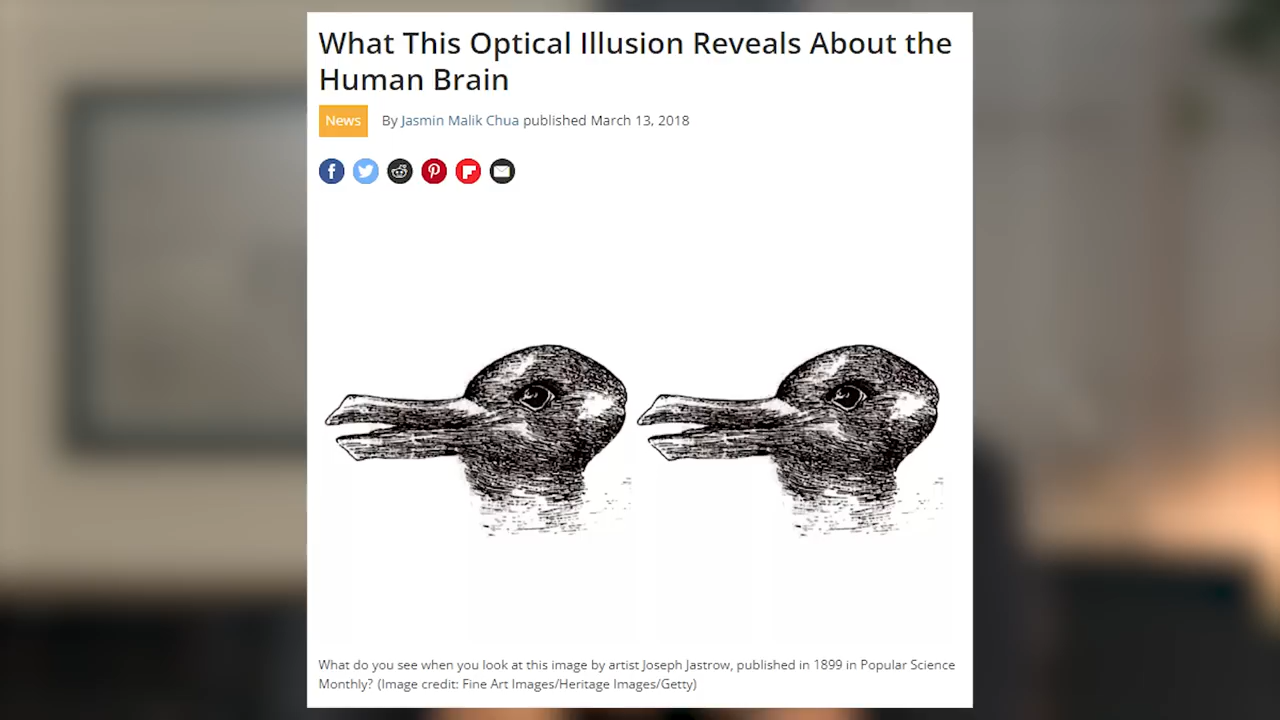 What This Optical Illusion Reveals About the
Human Brain
News
By Jasmin Malik Chua published March 13, 2018
What do you see when you look at this image by artist Joseph Jastrow, published in 1899 in Popular Science
Monthly? (Image credit: Fine Art Images/Heritage Images/Getty)